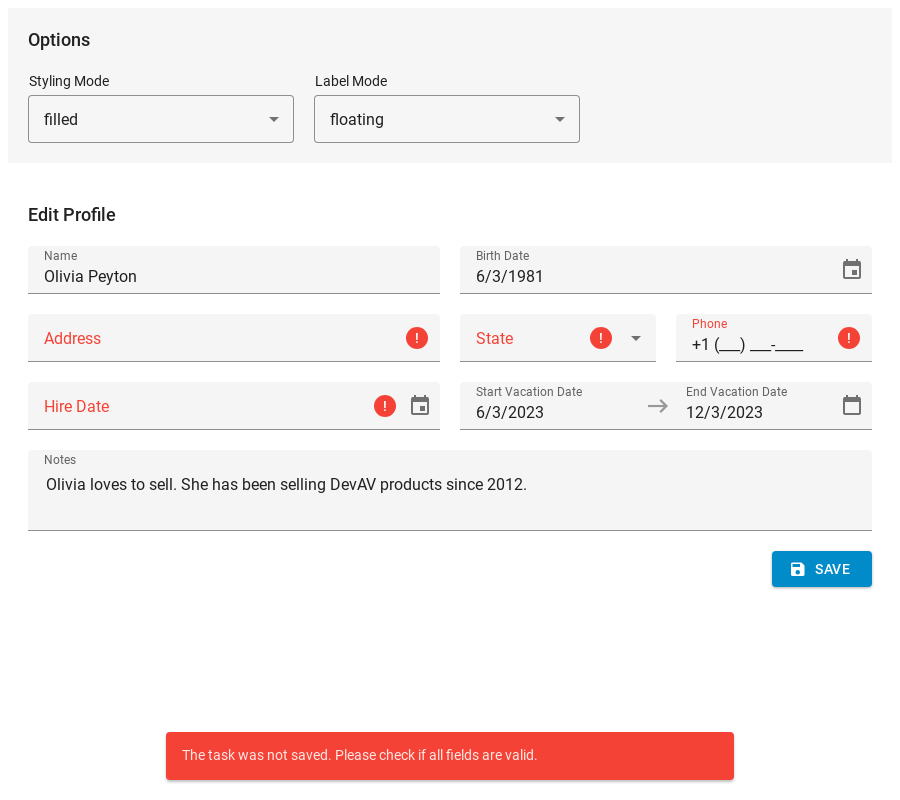 Options
Styling Mode Label Mode
filled floating
Edit Profile
Name Birth Date
Olivia Peyton 6/3/1981
Address ! State ! Phone
+1 (___) ___-____ !
Hire Date ! Start Vacation Date End Vacation Date
6/3/2023 12/3/2023
Notes
Olivia loves to sell. She has been selling DevAV products since 2012.
SAVE
The task was not saved. Please check if all fields are valid.